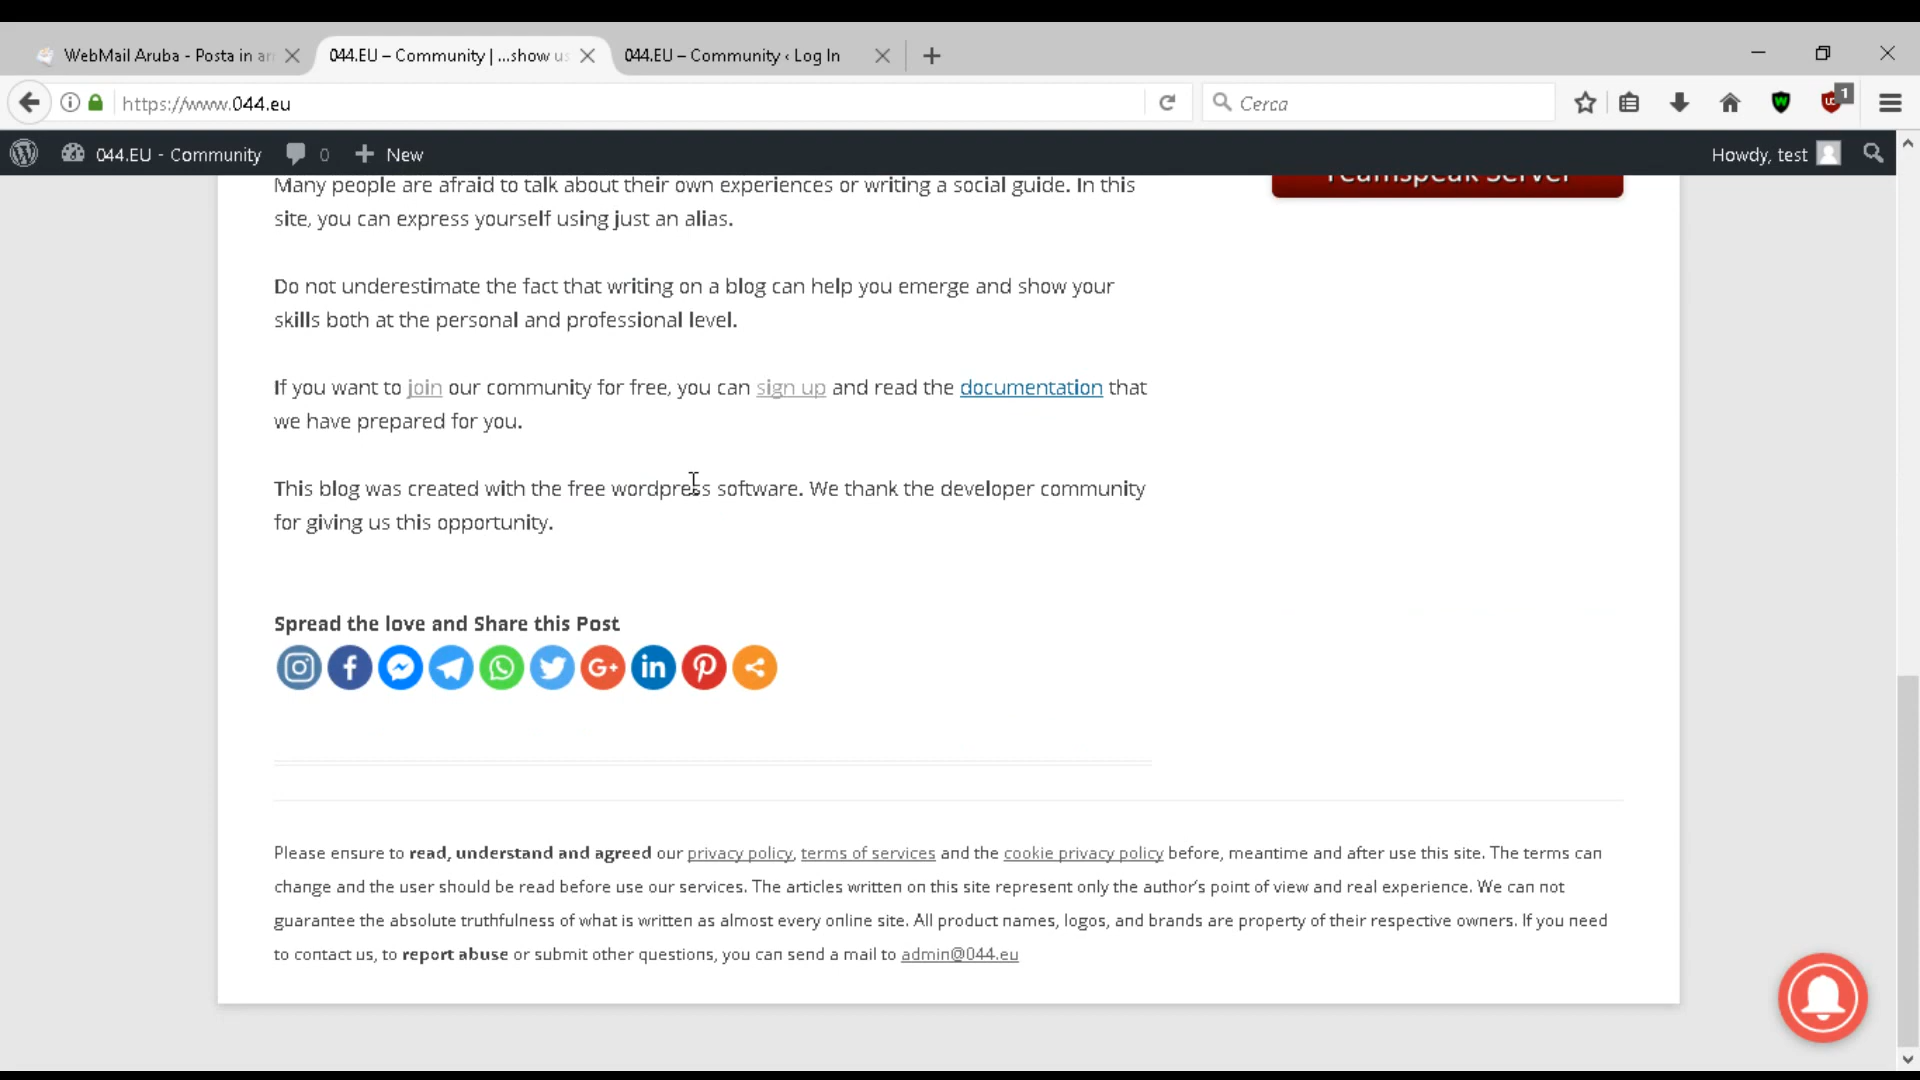 WebMail Aruba - Posta in ar
044.EU – Community | ...show us
044.EU – Community ‹ Log In
https://www.044.eu
Cerca
1
044.EU - Community
0
New
Howdy, test
Many people are afraid to talk about their own experiences or writing a social guide. In this
site, you can express yourself using just an alias.
Teamspeak Server
Do not underestimate the fact that writing on a blog can help you emerge and show your
skills both at the personal and professional level.
If you want to join our community for free, you can sign up and read the documentation that
we have prepared for you.
This blog was created with the free wordpress software. We thank the developer community
for giving us this opportunity.
Spread the love and Share this Post
Please ensure to read, understand and agreed our privacy policy, terms of services and the cookie privacy policy before, meantime and after use this site. The terms can
change and the user should be read before use our services. The articles written on this site represent only the author's point of view and real experience. We can not
guarantee the absolute truthfulness of what is written as almost every online site. All product names, logos, and brands are property of their respective owners. If you need
to contact us, to report abuse or submit other questions, you can send a mail to admin@044.eu